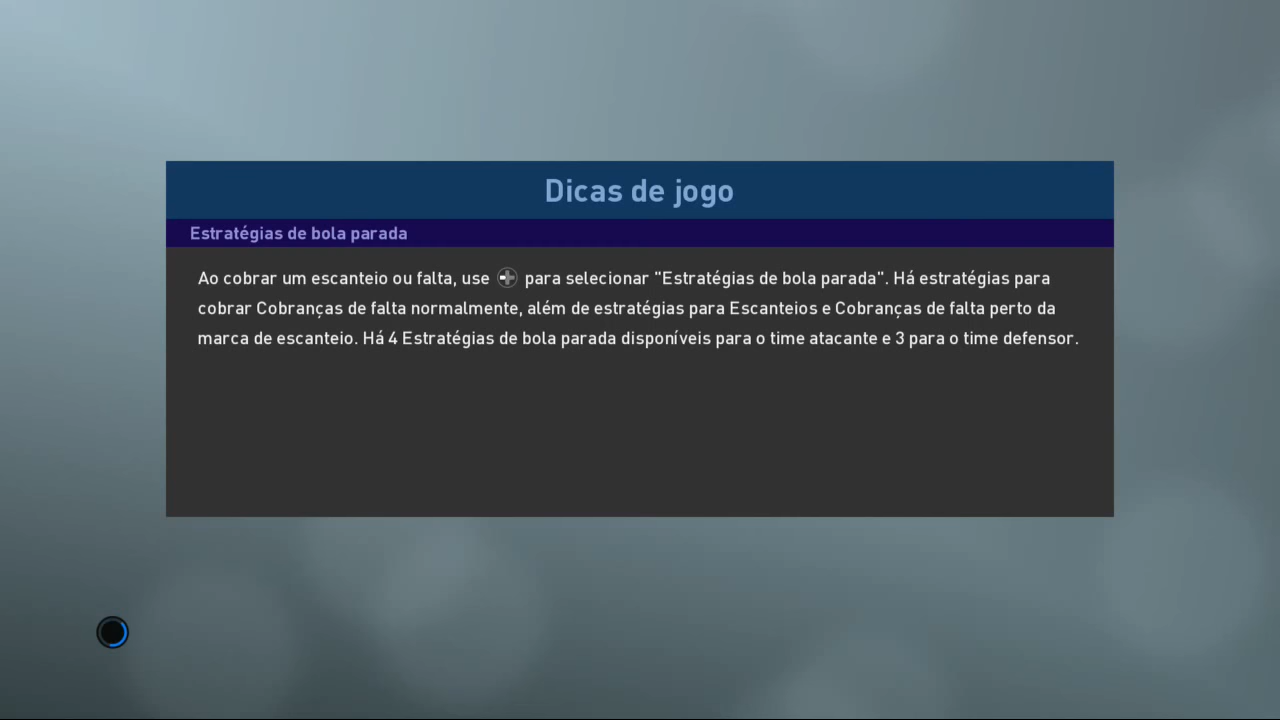 Dicas de jogo
Estratégias de bola parada
Ao cobrar um escanteio ou falta, use para selecionar "Estratégias de bola parada". Há estratégias para
cobrar Cobranças de falta normalmente, além de estratégias para Escanteios e Cobranças de falta perto da
marca de escanteio. Há 4 Estratégias de bola parada disponíveis para o time atacante e 3 para o time defensor.